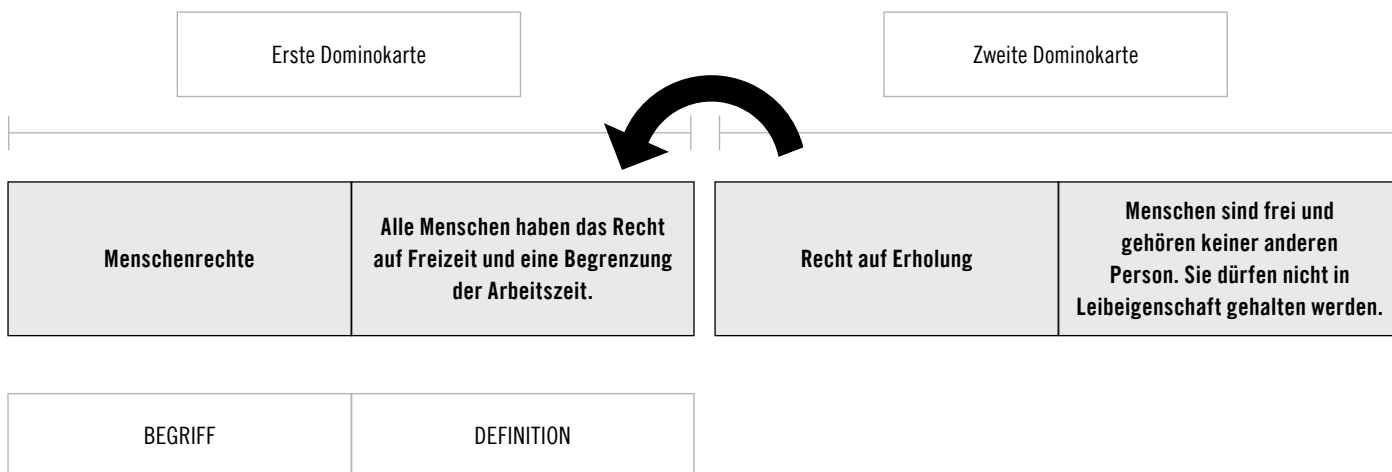 Erste Dominokarte
Zweite Dominokarte
Menschenrechte
Alle Menschen haben das Recht
auf Freizeit und eine Begrenzung
der Arbeitszeit.
Recht auf Erholung
Menschen sind frei und
gehören keiner anderen
Person. Sie dürfen nicht in
Leibeigenschaft gehalten werden.
BEGRIFF
DEFINITION